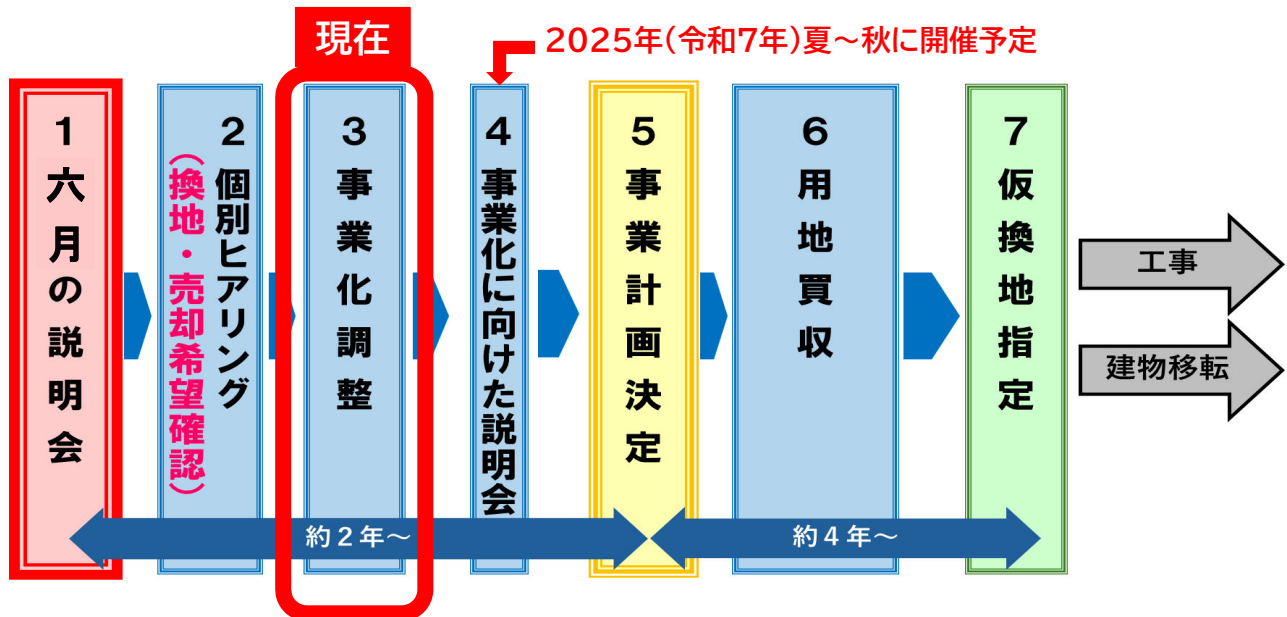 現在
2025年(令和7年)夏～秋に開催予定
1 六月の説明会
2 個別ヒアリング
(換地・売却希望確認)
3 事業化調整
4 事業化に向けた説明会
5 事業計画決定
6 用地買収
7 仮換地指定
工事
建物移転
約2年～
約4年～